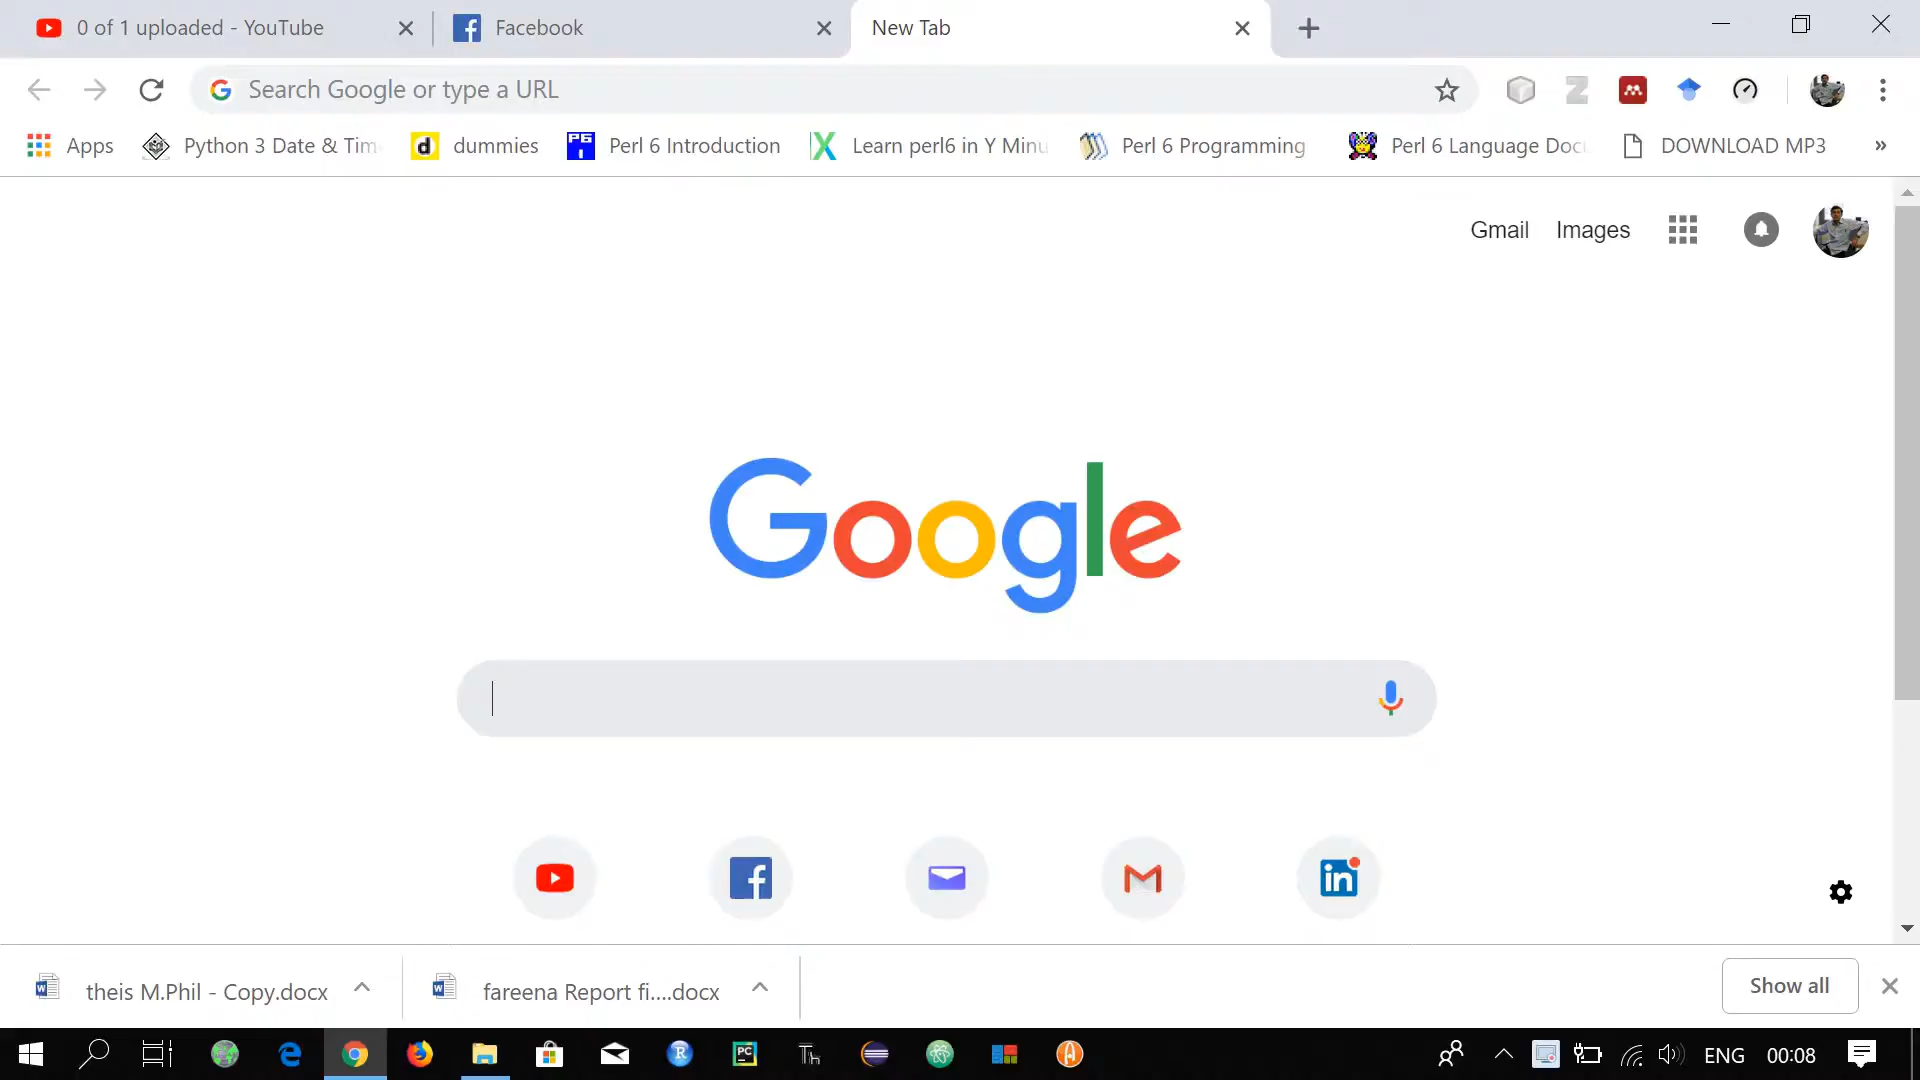 0 of 1 uploaded - YouTube
Facebook
New Tab
Search Google or type a URL
Apps
Python 3 Date & Tim
dummies
Perl 6 Introduction
Learn perl6 in Y Minu
Perl 6 Programming
Perl 6 Language Doc
DOWNLOAD MP3
Gmail
Images
Google
theis M.Phil - Copy.docx
fareena Report fi....docx
Show all
ENG
00:08